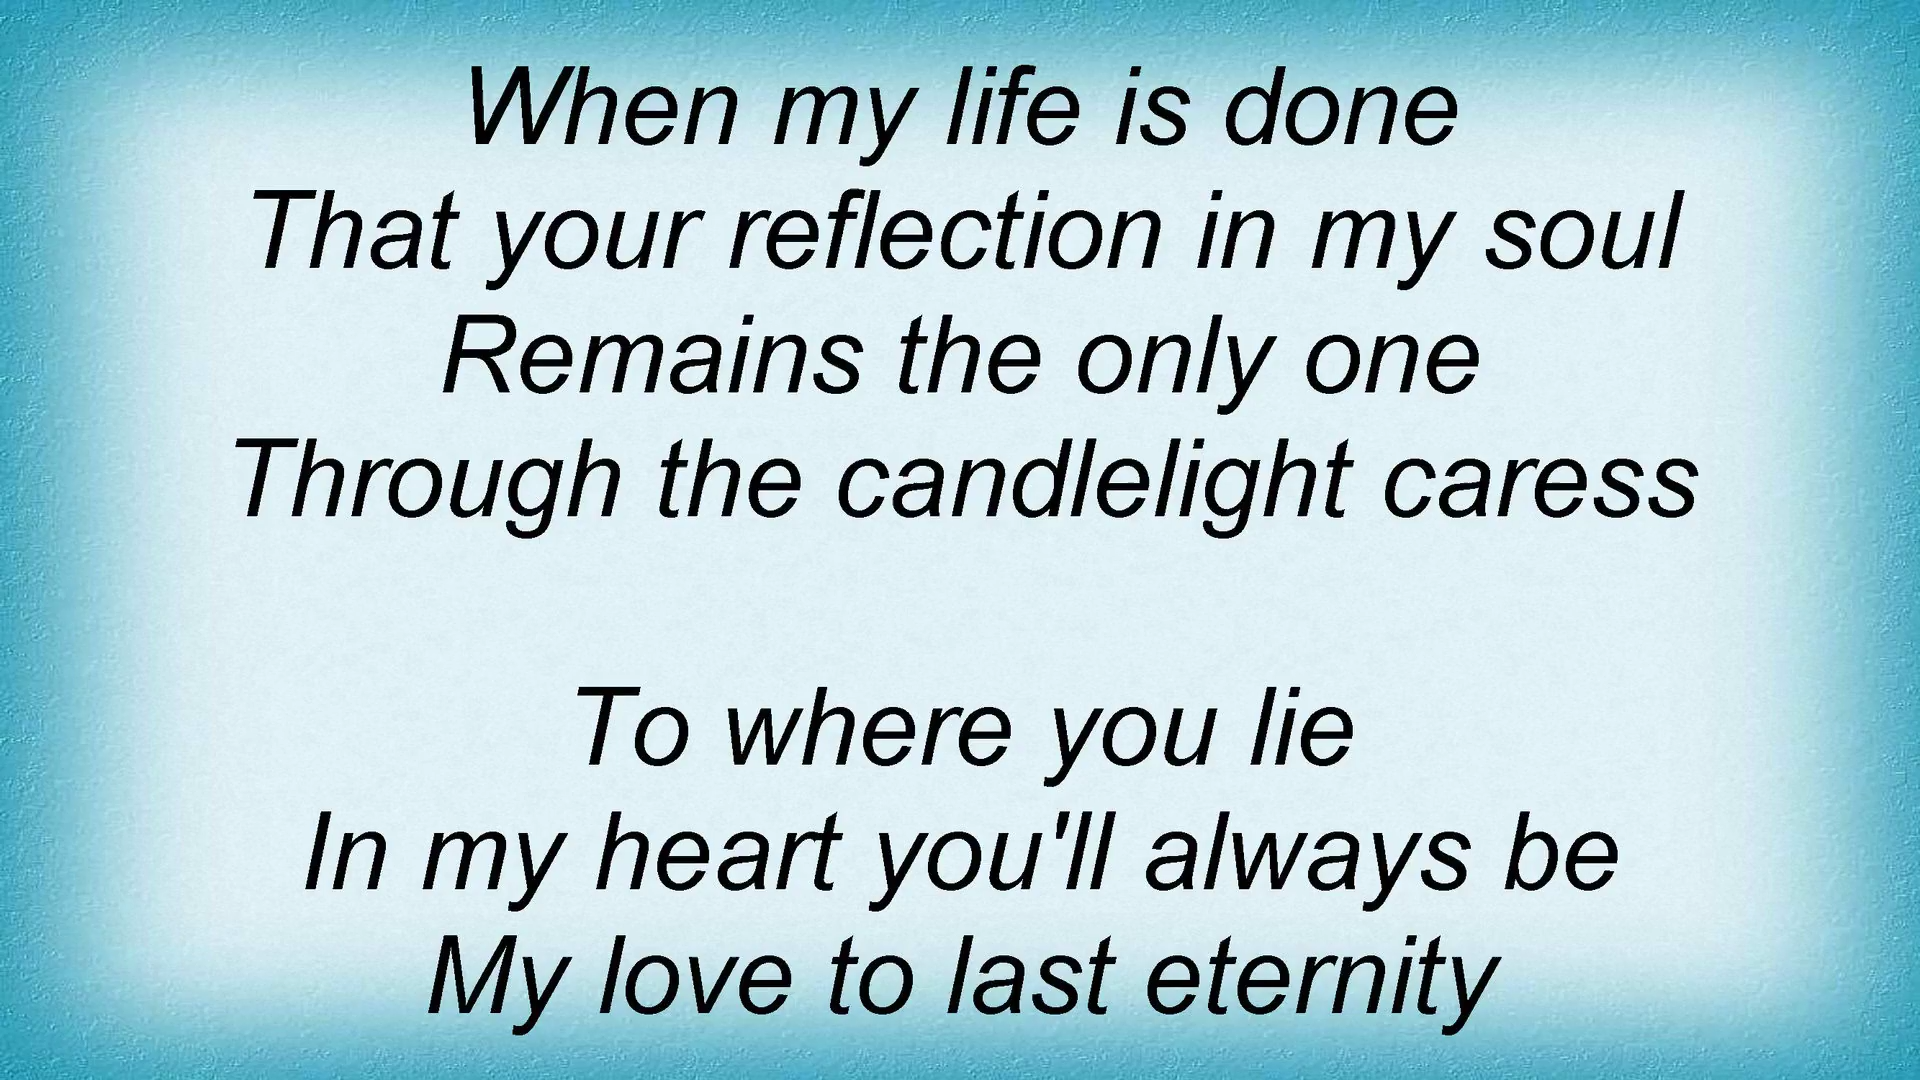 When my life is done
That your reflection in my soul
Remains the only one
Through the candlelight caress
To where you lie
In my heart you'll always be
My love to last eternity